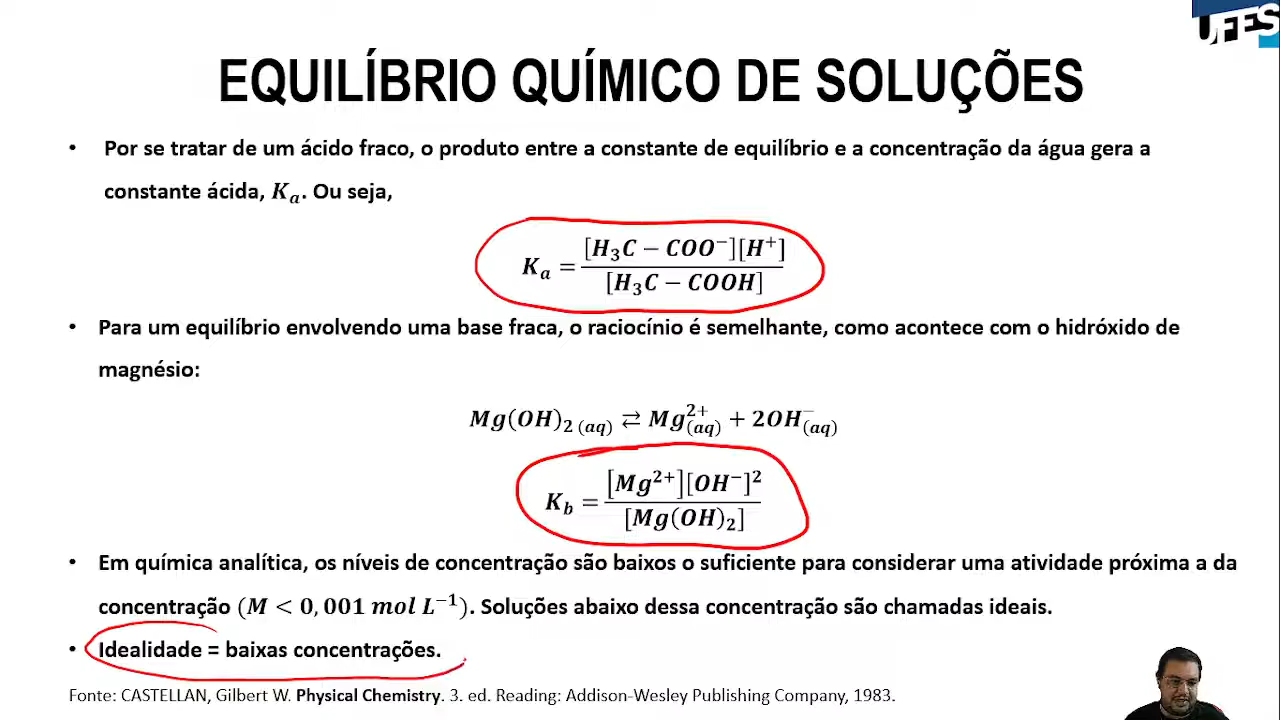 UFES
EQUILÍBRIO QUÍMICO DE SOLUÇÕES
• Por se tratar de um ácido fraco, o produto entre a constante de equilíbrio e a concentração da água gera a
constante ácida, Kₐ. Ou seja,
Kₐ = [H₃C − COO⁻][H⁺] / [H₃C − COOH]
• Para um equilíbrio envolvendo uma base fraca, o raciocínio é semelhante, como acontece com o hidróxido de
magnésio:
Mg(OH)₂ (aq) ⇄ Mg²⁺(aq) + 2OH⁻(aq)
K_b = [Mg²⁺][OH⁻]² / [Mg(OH)₂]
• Em química analítica, os níveis de concentração são baixos o suficiente para considerar uma atividade próxima a da
concentração (M < 0,001 mol L⁻¹). Soluções abaixo dessa concentração são chamadas ideais.
• Idealidade = baixas concentrações.
Fonte: CASTELLAN, Gilbert W. Physical Chemistry. 3. ed. Reading: Addison-Wesley Publishing Company, 1983.